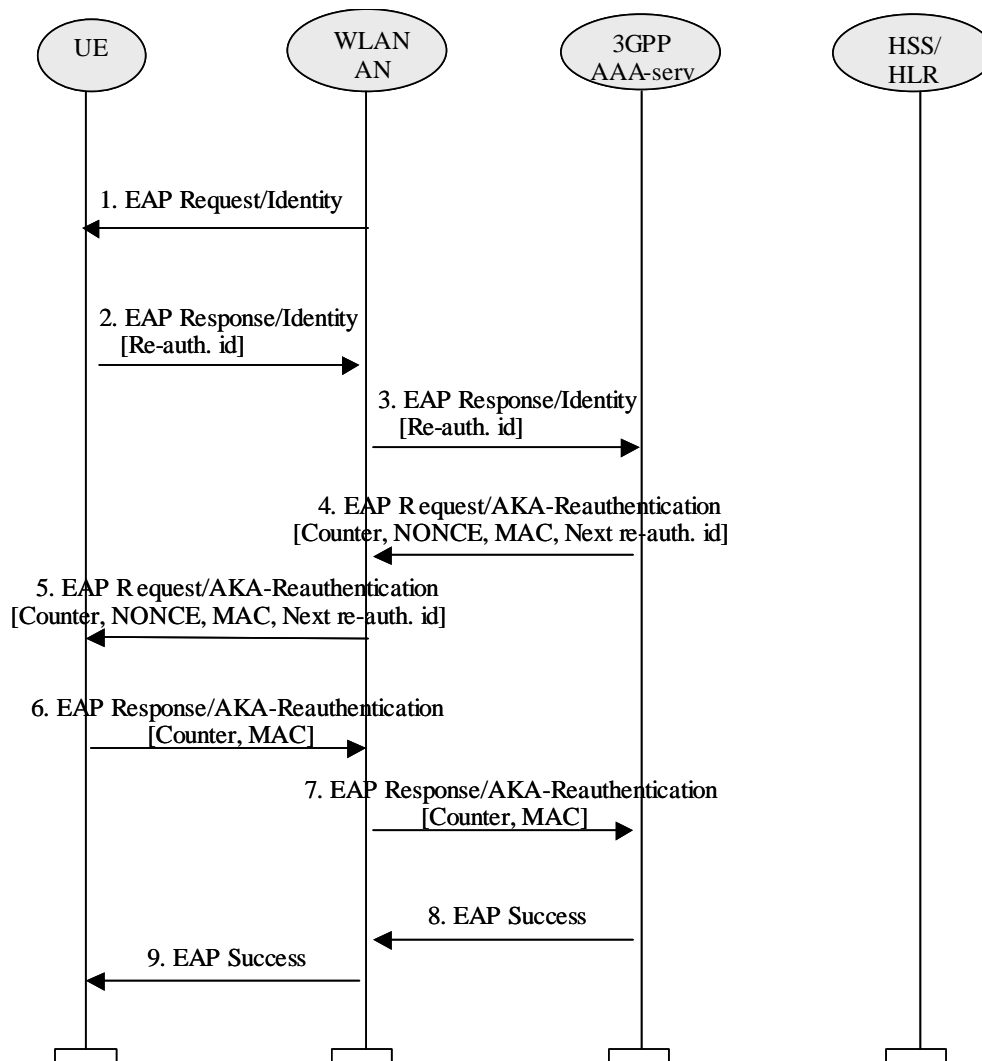 UE
WLAN
AN
3GPP
AAA-serv
HSS/
HLR
1. EAP Request/Identity
2. EAP Response/Identity
[Re-auth. id]
3. EAP Response/Identity
[Re-auth. id]
4. EAP Request/AKA-Reauthentication
[Counter, NONCE, MAC, Next re-auth. id]
5. EAP Request/AKA-Reauthentication
[Counter, NONCE, MAC, Next re-auth. id]
6. EAP Response/AKA-Reauthentication
[Counter, MAC]
7. EAP Response/AKA-Reauthentication
[Counter, MAC]
8. EAP Success
9. EAP Success